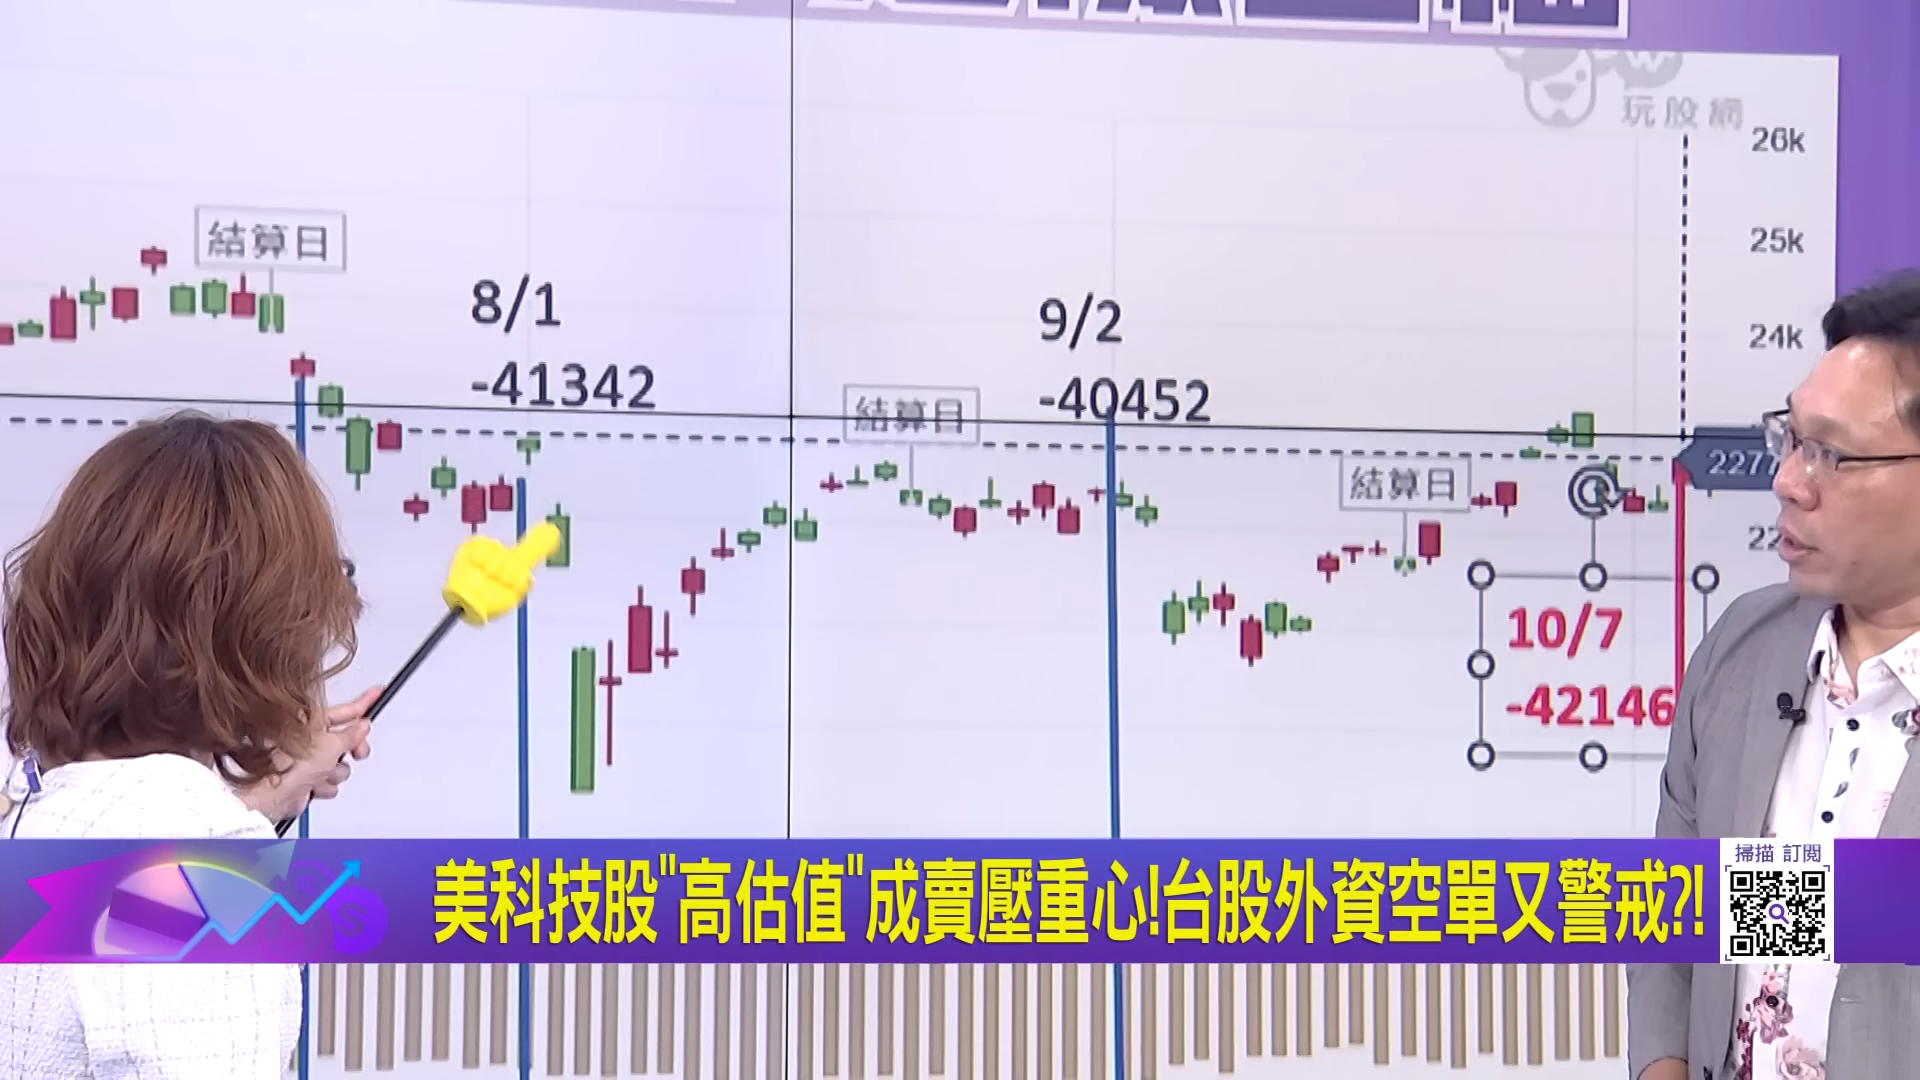 玩股網
26k
25k
24k
結算日
8/1
-41342
9/2
-40452
結算日
結算日
2277
22
10/7
-42146
美科技股"高估值"成賣壓重心!台股外資空單又警戒?!
掃描 訂閱